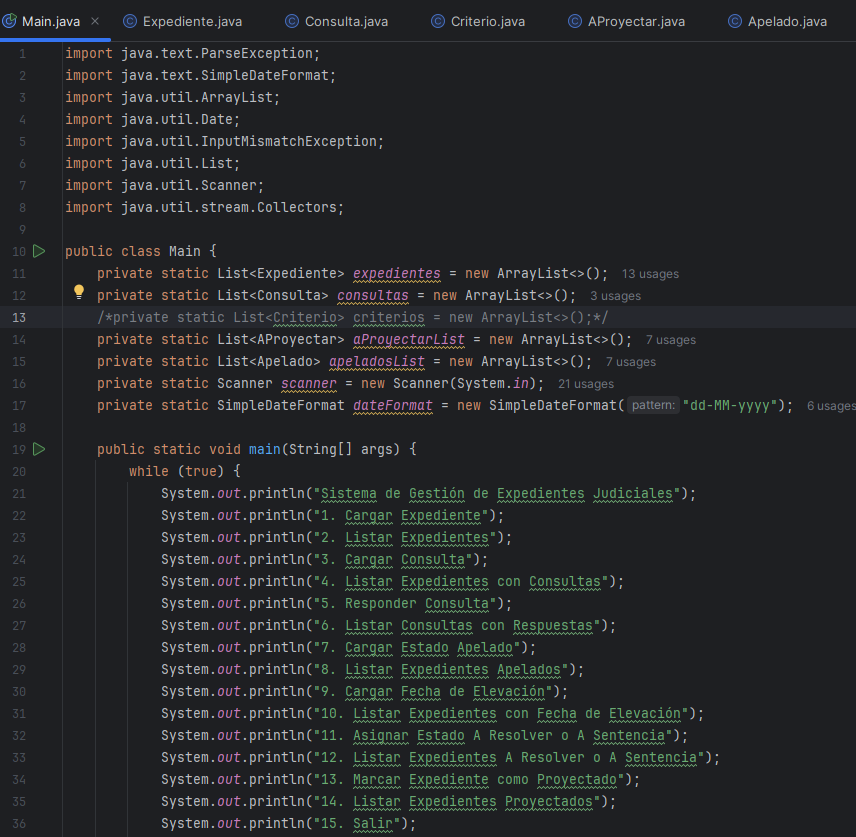 Main.java × Expediente.java Consulta.java Criterio.java AProyectar.java Apelado.java
1 import java.text.ParseException;
2 import java.text.SimpleDateFormat;
3 import java.util.ArrayList;
4 import java.util.Date;
5 import java.util.InputMismatchException;
6 import java.util.List;
7 import java.util.Scanner;
8 import java.util.stream.Collectors;
9
10 public class Main {
11 private static List<Expediente> expedientes = new ArrayList<>(); 13 usages
12 private static List<Consulta> consultas = new ArrayList<>(); 3 usages
13 /*private static List<Criterio> criterios = new ArrayList<>();*/
14 private static List<AProyectar> aProyectarList = new ArrayList<>(); 7 usages
15 private static List<Apelado> apeladosList = new ArrayList<>(); 7 usages
16 private static Scanner scanner = new Scanner(System.in); 21 usages
17 private static SimpleDateFormat dateFormat = new SimpleDateFormat( pattern: "dd-MM-yyyy"); 6 usages
18
19 public static void main(String[] args) {
20 while (true) {
21 System.out.println("Sistema de Gestión de Expedientes Judiciales");
22 System.out.println("1. Cargar Expediente");
23 System.out.println("2. Listar Expedientes");
24 System.out.println("3. Cargar Consulta");
25 System.out.println("4. Listar Expedientes con Consultas");
26 System.out.println("5. Responder Consulta");
27 System.out.println("6. Listar Consultas con Respuestas");
28 System.out.println("7. Cargar Estado Apelado");
29 System.out.println("8. Listar Expedientes Apelados");
30 System.out.println("9. Cargar Fecha de Elevación");
31 System.out.println("10. Listar Expedientes con Fecha de Elevación");
32 System.out.println("11. Asignar Estado A Resolver o A Sentencia");
33 System.out.println("12. Listar Expedientes A Resolver o A Sentencia");
34 System.out.println("13. Marcar Expediente como Proyectado");
35 System.out.println("14. Listar Expedientes Proyectados");
36 System.out.println("15. Salir");